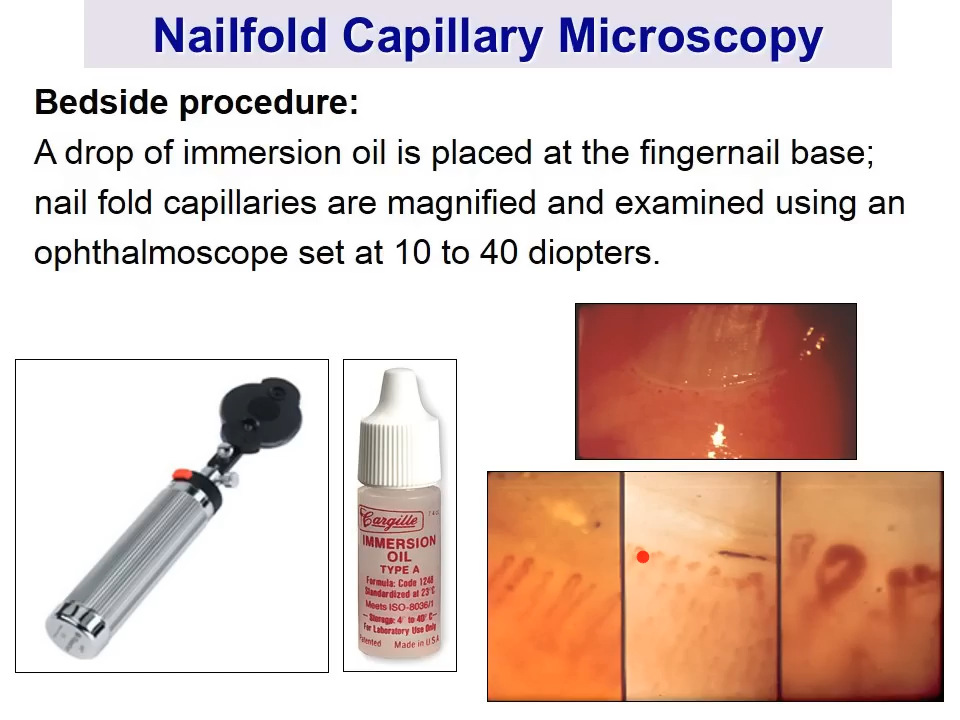 Nailfold Capillary Microscopy
Bedside procedure:
A drop of immersion oil is placed at the fingernail base;
nail fold capillaries are magnified and examined using an
ophthalmoscope set at 10 to 40 diopters.
Cargille
IMMERSION
OIL
TYPE A
Formula: Code 1248
Standardized at 23°C
Meets ISO-8036/1
Storage: 4° to 40° C
For Laboratory Use Only
Patented Made in U.S.A